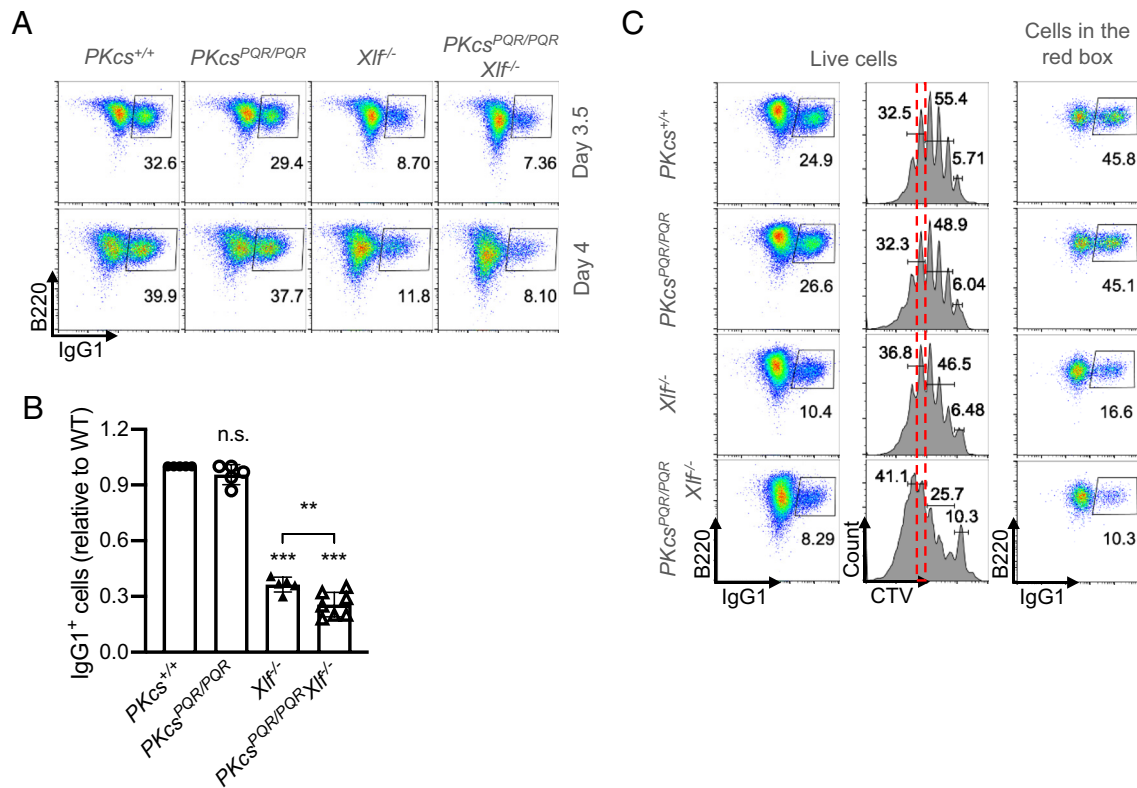 A
PKcs+/+
PKcsPQR/PQR
Xlf-/-
PKcsPQR/PQR
Xlf-/-
32.6
29.4
8.70
7.36
Day 3.5
39.9
37.7
11.8
8.10
Day 4
B220
IgG1
B
IgG1+ cells (relative to WT)
1.2
0.9
0.6
0.3
0.0
n.s.
**
***
***
PKcs+/+
PKcsPQR/PQR
Xlf-/-
PKcsPQR/PQR Xlf-/-
C
Live cells
Cells in the
red box
PKcs+/+
24.9
32.5
55.4
5.71
45.8
PKcsPQR/PQR
26.6
32.3
48.9
6.04
45.1
Xlf-/-
10.4
36.8
46.5
6.48
16.6
PKcsPQR/PQR
Xlf-/-
8.29
41.1
25.7
10.3
10.3
B220
IgG1
Count
CTV
B220
IgG1